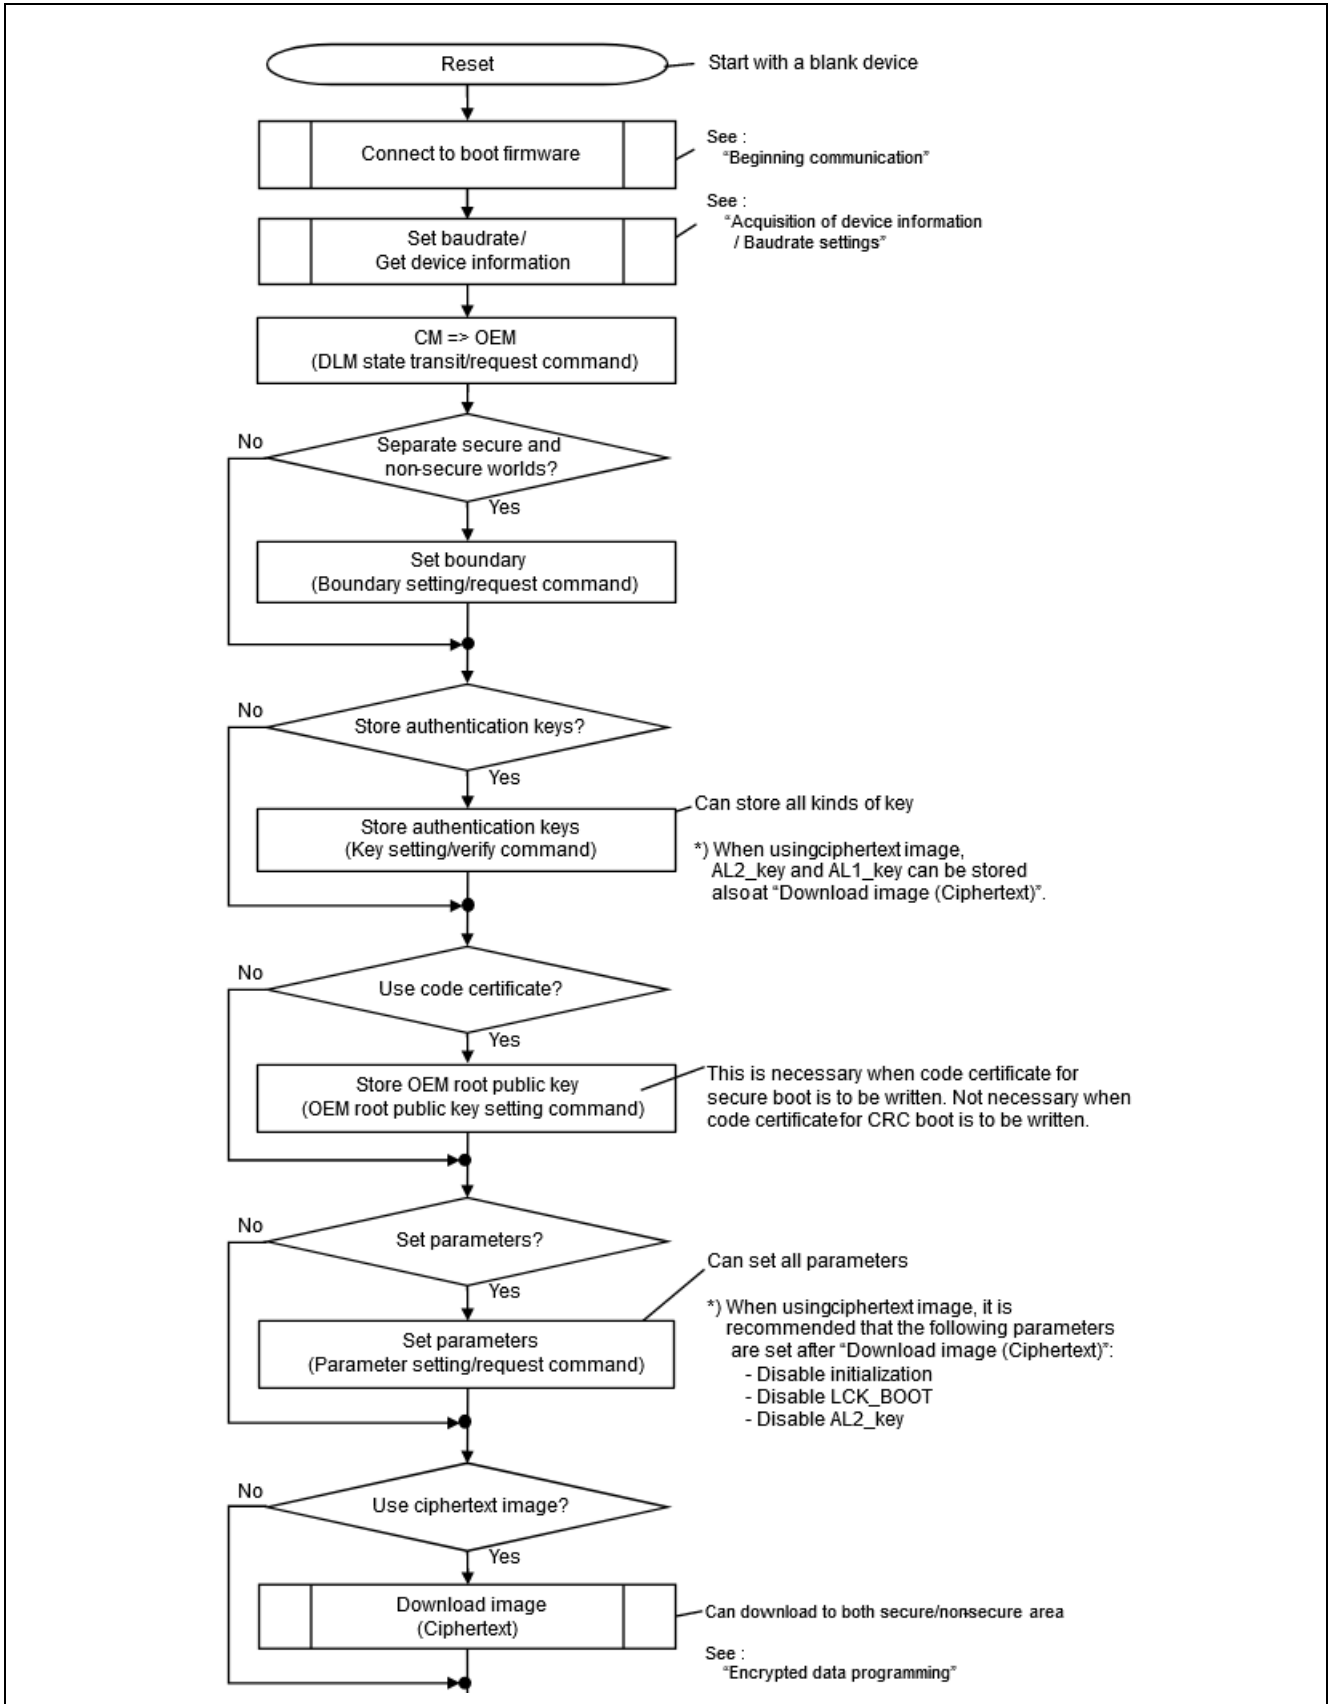 Reset
Start with a blank device
Connect to boot firmware
See :
“Beginning communication”
Set baudrate/
Get device information
See :
“Acquisition of device information
/ Baudrate settings”
CM => OEM
(DLM state transit/request command)
No
Separate secure and
non-secure worlds?
Yes
Set boundary
(Boundary setting/request command)
No
Store authentication keys?
Yes
Store authentication keys
(Key setting/verify command)
Can store all kinds of key
*) When usingciphertext image,
AL2_key and AL1_key can be stored
alsoat “Download image (Ciphertext)”.
No
Use code certificate?
Yes
Store OEM root public key
(OEM root public key setting command)
This is necessary when code certificate for
secure boot is to be written. Not necessary when
code certificatefor CRC boot is to be written.
No
Set parameters?
Yes
Set parameters
(Parameter setting/request command)
Can set all parameters
*) When usingciphertext image, it is
recommended that the following parameters
are set after “Download image (Ciphertext)”:
- Disable initialization
- Disable LCK_BOOT
- Disable AL2_key
No
Use ciphertext image?
Yes
Download image
(Ciphertext)
Can download to both secure/nonsecure area
See :
“Encrypted data programming”